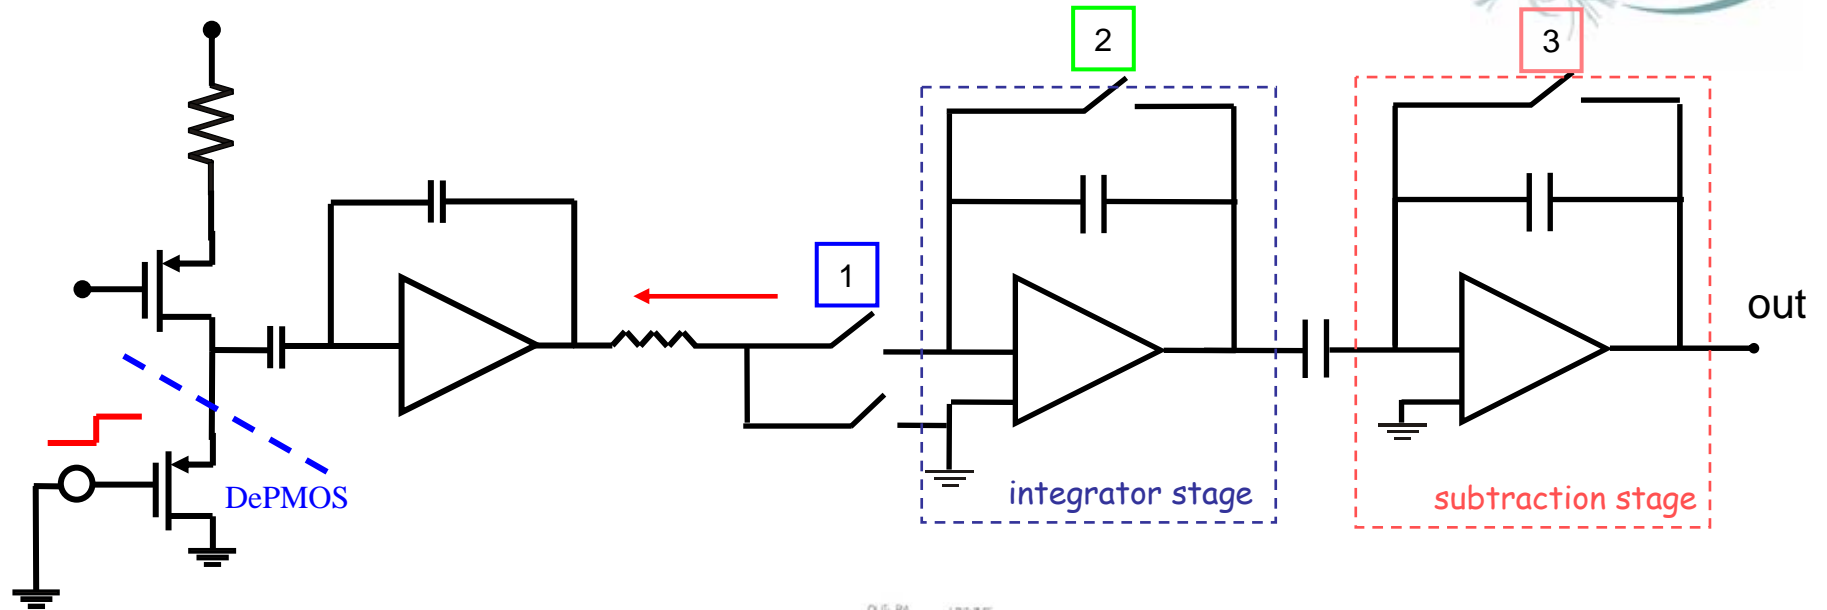 2
3
1
out
DePMOS
integrator stage
subtraction stage